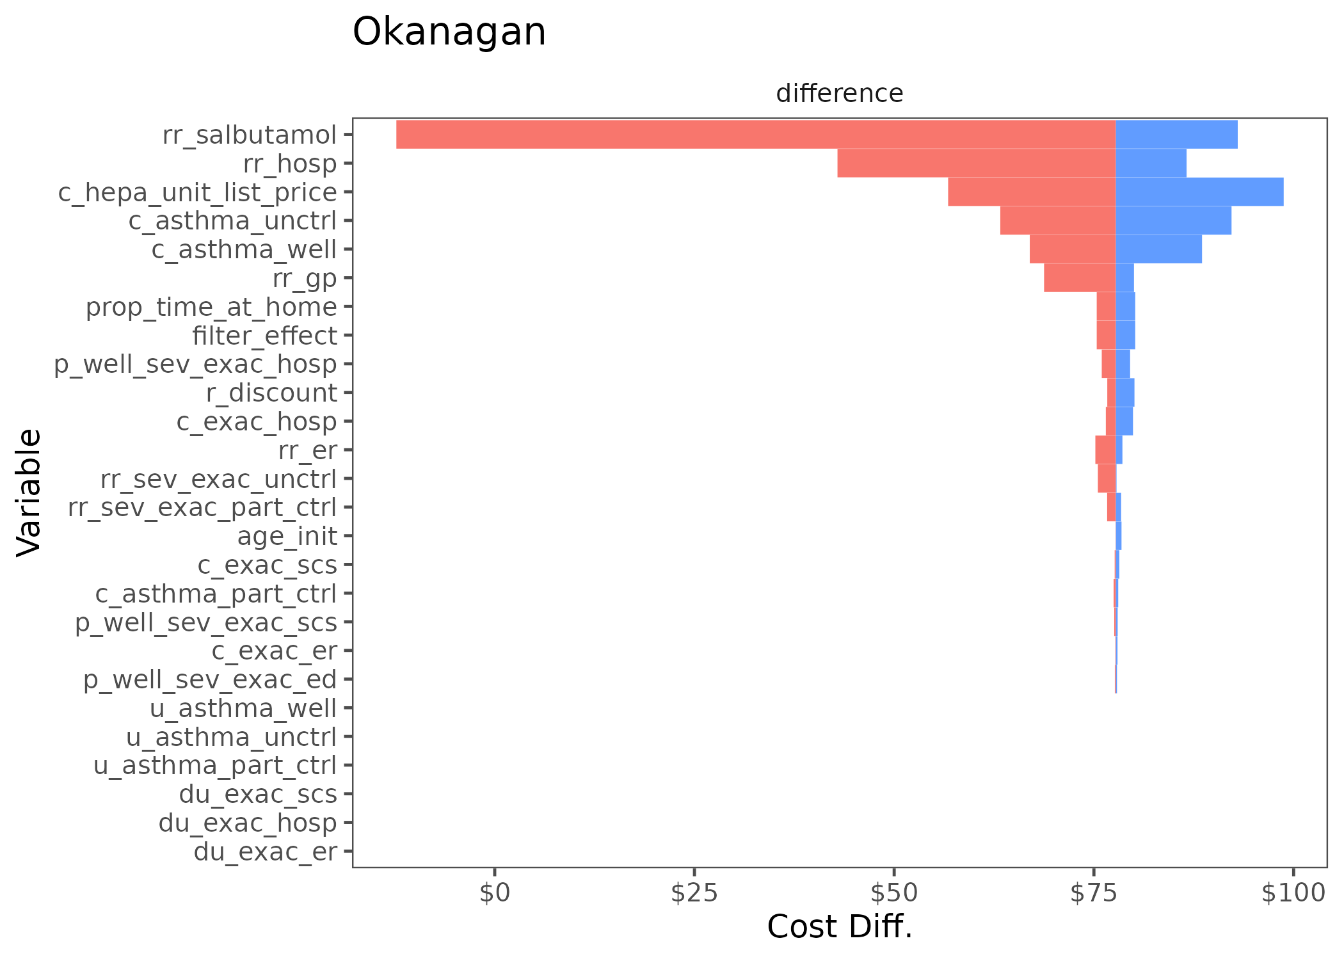 Okanagan
difference
rr_salbutamol
rr_hosp
c_hepa_unit_list_price
c_asthma_unctrl
c_asthma_well
rr_gp
prop_time_at_home
filter_effect
p_well_sev_exac_hosp
r_discount
c_exac_hosp
rr_er
rr_sev_exac_unctrl
rr_sev_exac_part_ctrl
age_init
c_exac_scs
c_asthma_part_ctrl
p_well_sev_exac_scs
c_exac_er
p_well_sev_exac_ed
u_asthma_well
u_asthma_unctrl
u_asthma_part_ctrl
du_exac_scs
du_exac_hosp
du_exac_er
Variable
$0 $25 $50 $75 $100
Cost Diff.